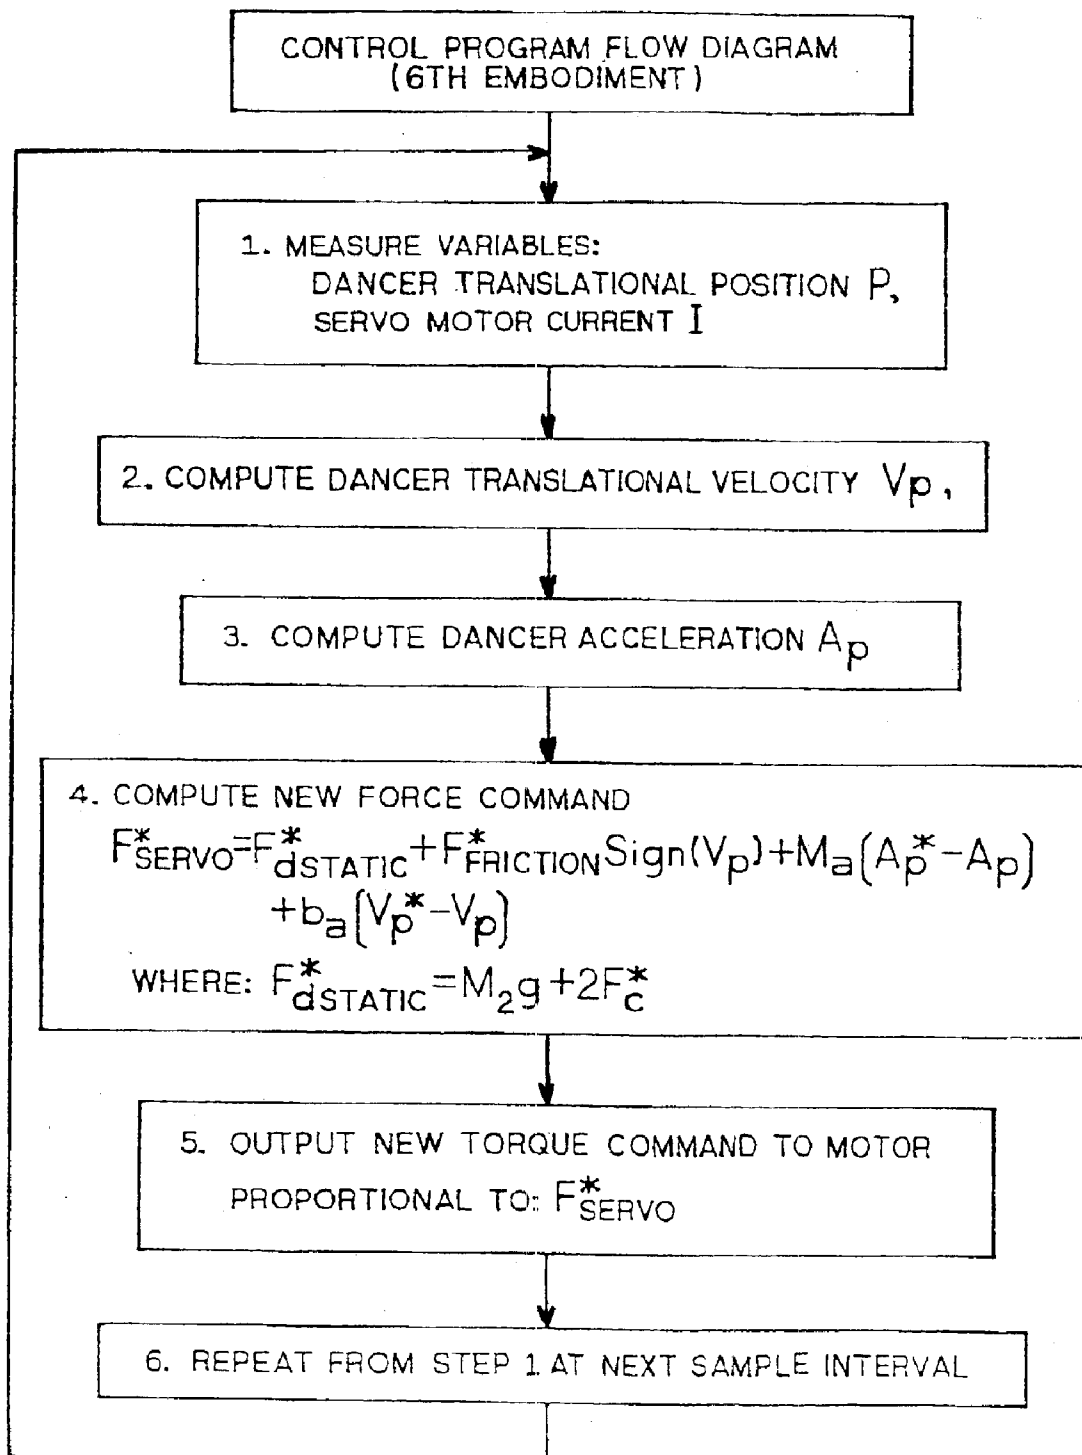 CONTROL PROGRAM FLOW DIAGRAM
(6TH EMBODIMENT)
1. MEASURE VARIABLES:
DANCER TRANSLATIONAL POSITION P,
SERVO MOTOR CURRENT I
2. COMPUTE DANCER TRANSLATIONAL VELOCITY Vp,
3. COMPUTE DANCER ACCELERATION Ap
4. COMPUTE NEW FORCE COMMAND
F*SERVO=F*dSTATIC+F*FRICTIONSign(Vp)+Ma(Ap*-Ap)
+ba(Vp*-Vp)
WHERE: F*dSTATIC=M2g+2F*c
5. OUTPUT NEW TORQUE COMMAND TO MOTOR
PROPORTIONAL TO: F*SERVO
6. REPEAT FROM STEP 1 AT NEXT SAMPLE INTERVAL